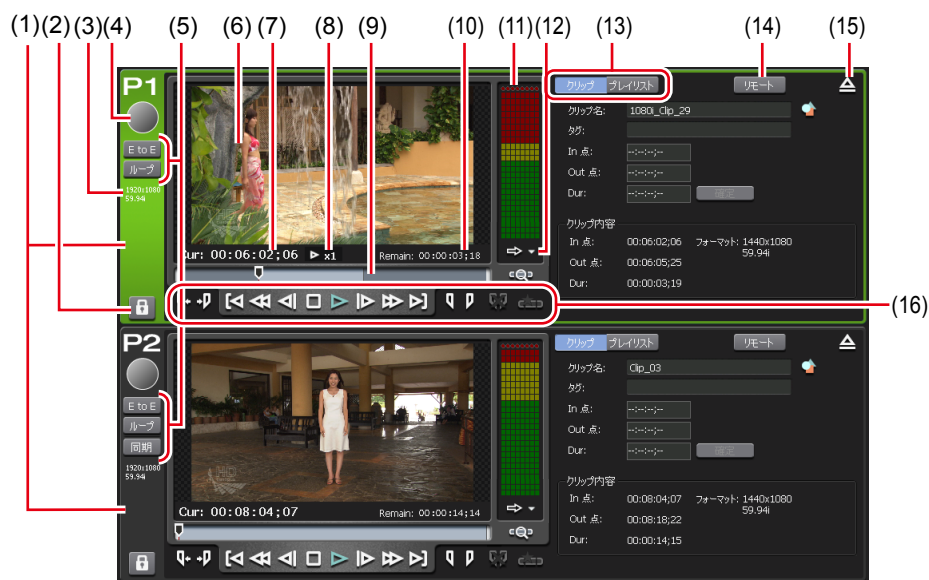 (1) (2) (3) (4) (5) (6) (7) (8) (9) (10) (11) (12) (13) (14) (15)
P1
E to E
ループ
1920x1080
59.94i
Cur: 00:06:02;06 x1 Remain: 00:00:03;18
クリップ プレイリスト リモート
クリップ名: 1080i_Clip_29
タグ:
In 点: --:--:--;--
Out 点: --:--:--;--
Dur: --:--:--;-- 確定
クリップ内容
In 点: 00:06:02;06 フォーマット: 1440x1080
59.94i
Out 点: 00:06:05;25
Dur: 00:00:03;19
(16)
P2
E to E
ループ
同期
1920x1080
59.94i
Cur: 00:08:04;07 Remain: 00:00:14;14
クリップ プレイリスト リモート
クリップ名: Clip_03
タグ:
In 点: --:--:--;--
Out 点: --:--:--;--
Dur: --:--:--;-- 確定
クリップ内容
In 点: 00:08:04;07 フォーマット: 1440x1080
59.94i
Out 点: 00:08:18;22
Dur: 00:00:14;15